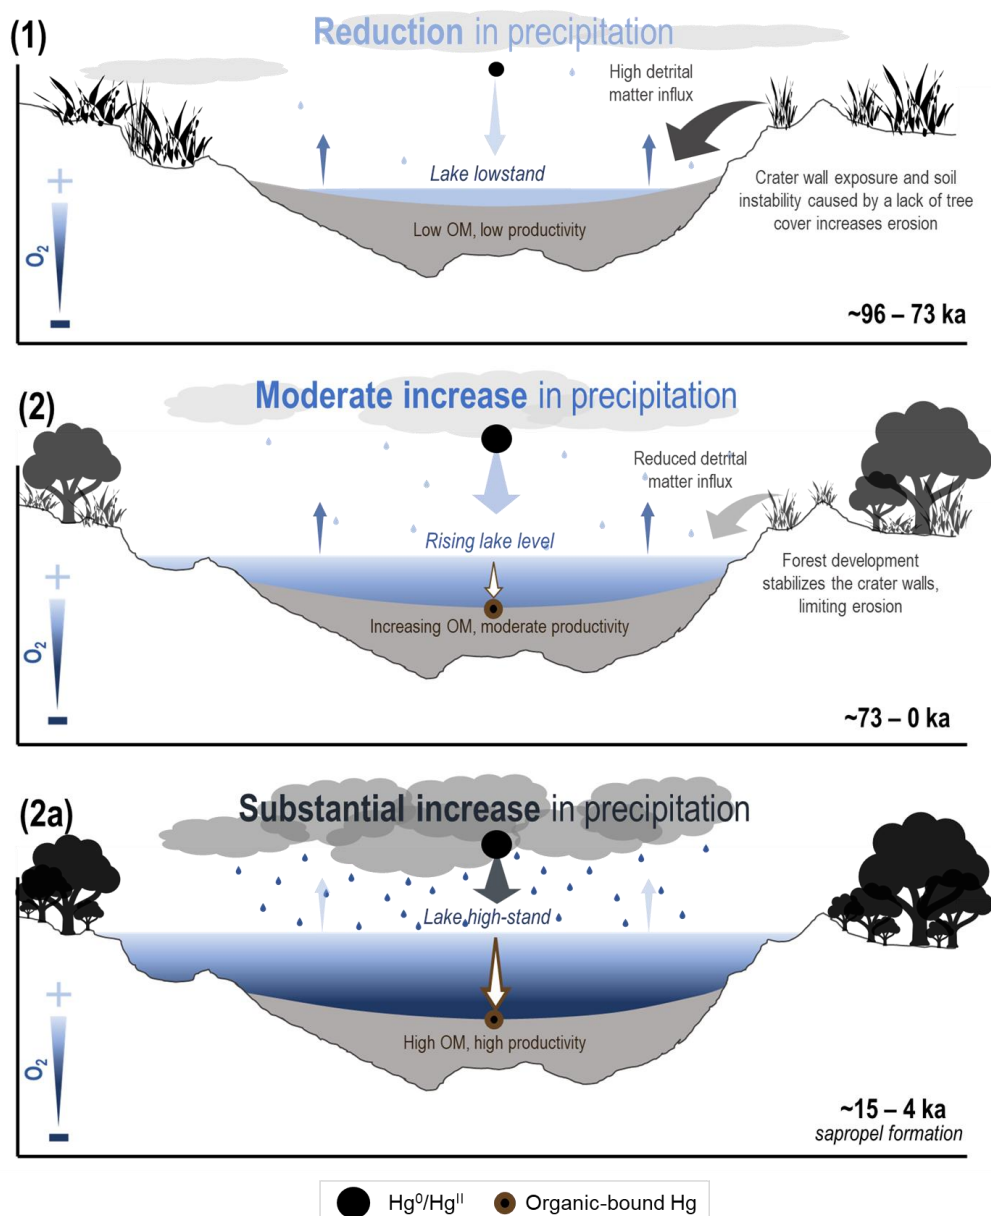 (1)
Reduction in precipitation
High detrital
matter influx
Lake lowstand
Crater wall exposure and soil
instability caused by a lack of tree
cover increases erosion
Low OM, low productivity
+
O₂
-
~96 – 73 ka
(2)
Moderate increase in precipitation
Reduced detrital
matter influx
Rising lake level
Forest development
stabilizes the crater walls,
limiting erosion
+
O₂
-
Increasing OM, moderate productivity
~73 – 0 ka
(2a)
Substantial increase in precipitation
Lake high-stand
+
O₂
-
High OM, high productivity
~15 – 4 ka
sapropel formation
Hg⁰/Hgᴵᴵ
Organic-bound Hg